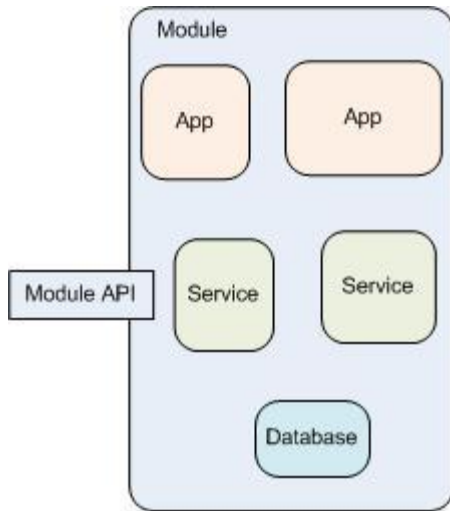 Module
App
App
Module API
Service
Service
Database